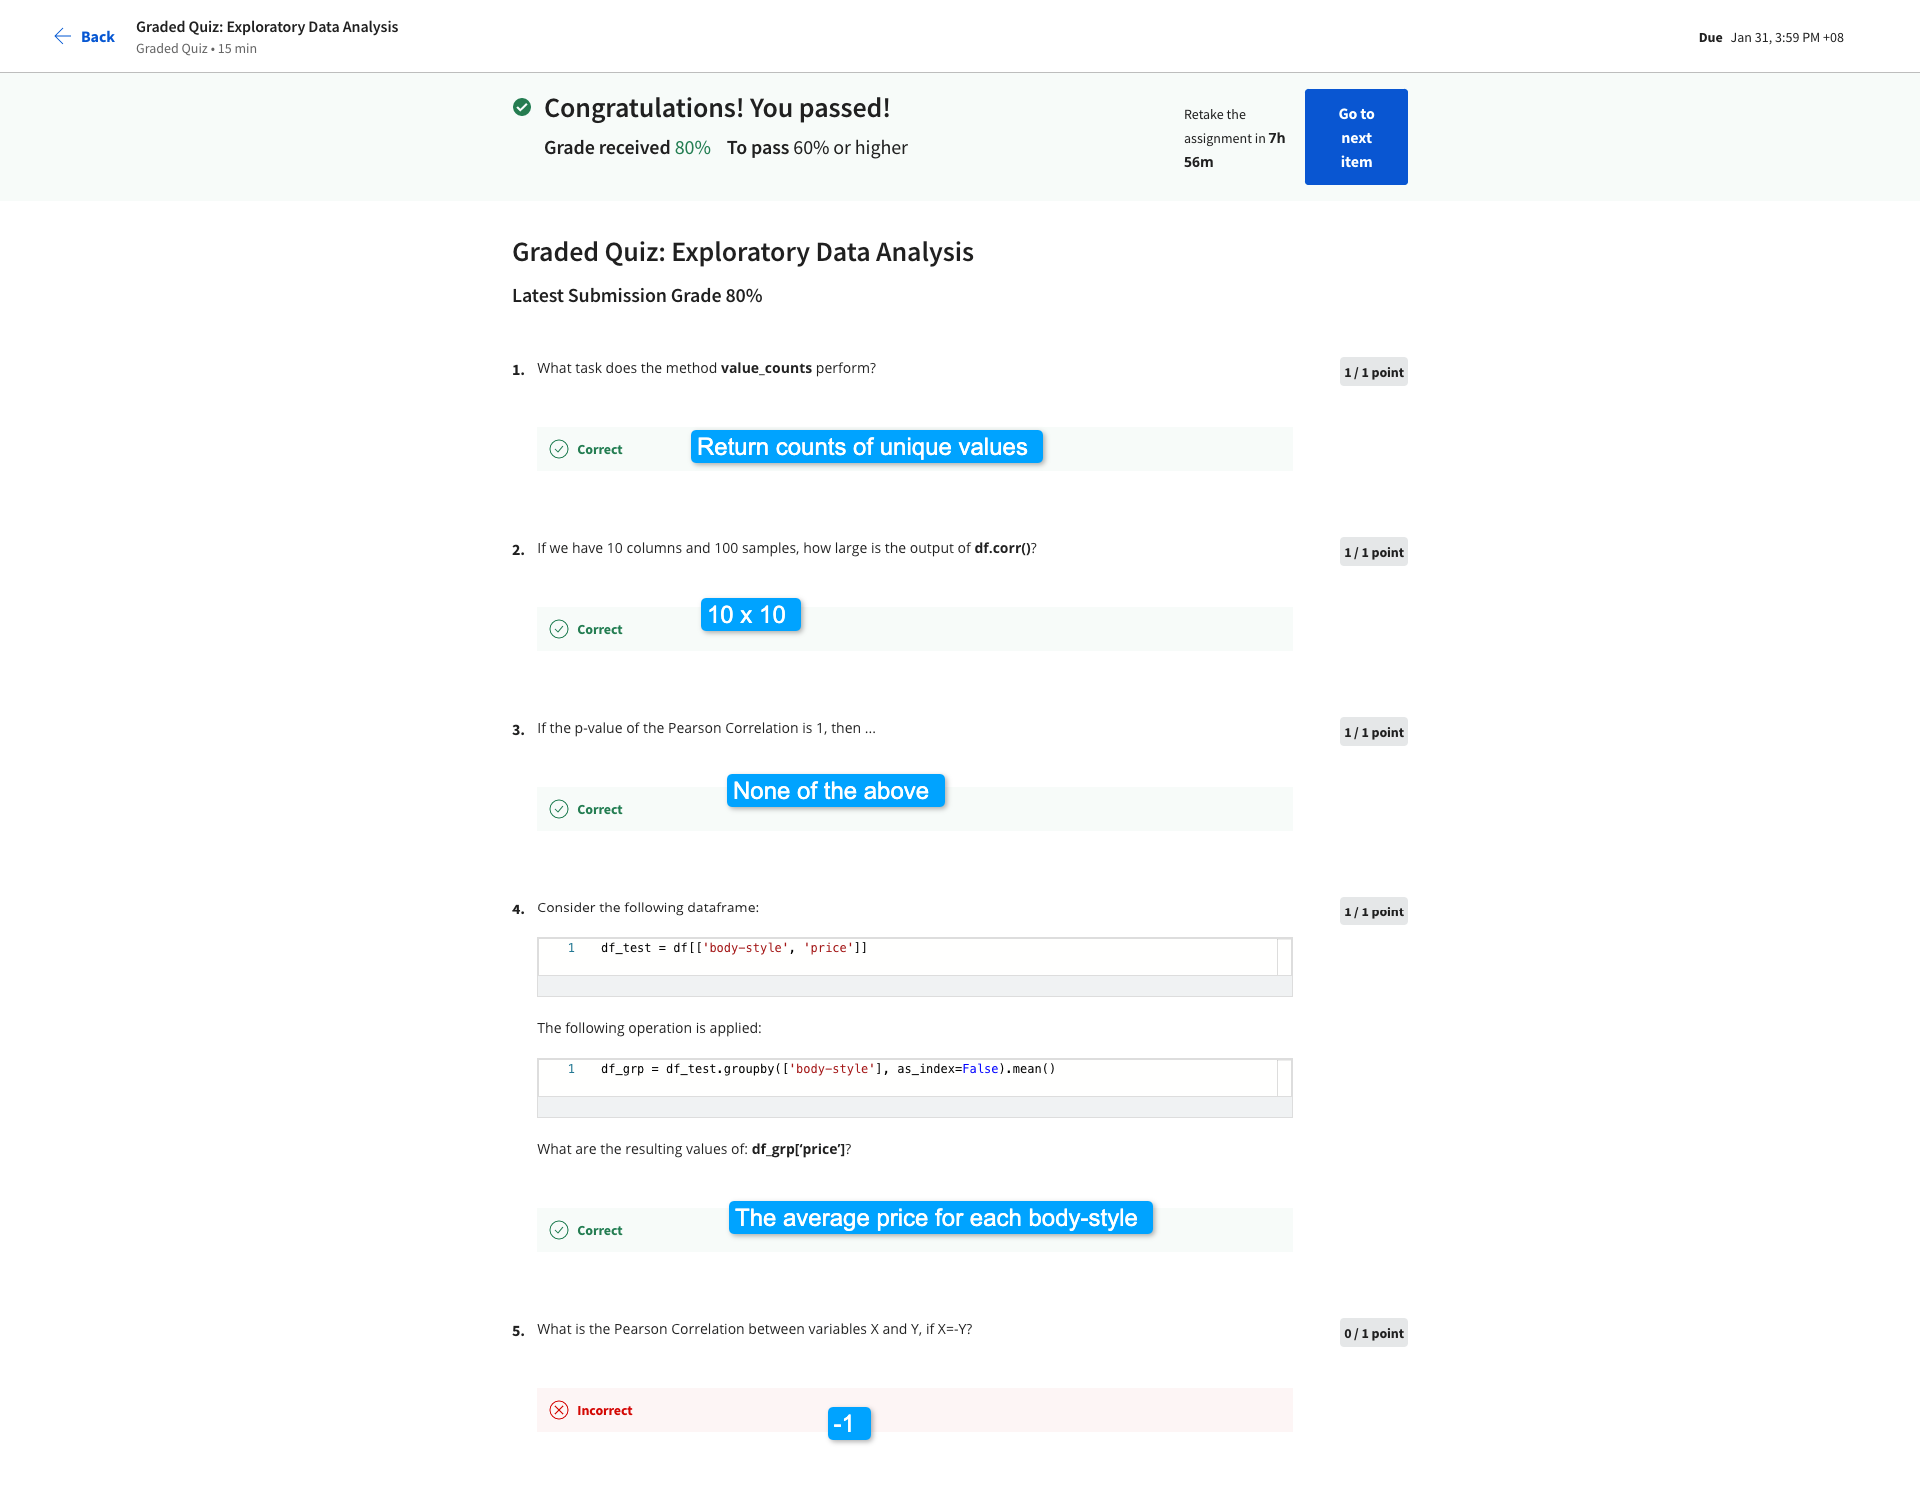 Back
Graded Quiz: Exploratory Data Analysis
Graded Quiz • 15 min
Due Jan 31, 3:59 PM +08
Congratulations! You passed!
Grade received 80% To pass 60% or higher
Retake the
assignment in 7h
56m
Go to
next
item
Graded Quiz: Exploratory Data Analysis
Latest Submission Grade 80%
1. What task does the method value_counts perform?
1 / 1 point
Correct
Return counts of unique values
2. If we have 10 columns and 100 samples, how large is the output of df.corr()?
1 / 1 point
10 x 10
Correct
3. If the p-value of the Pearson Correlation is 1, then ...
1 / 1 point
None of the above
Correct
4. Consider the following dataframe:
1 / 1 point
1 df_test = df[['body-style', 'price']]
The following operation is applied:
1 df_grp = df_test.groupby(['body-style'], as_index=False).mean()
What are the resulting values of: df_grp[‘price’]?
The average price for each body-style
Correct
5. What is the Pearson Correlation between variables X and Y, if X=-Y?
0 / 1 point
Incorrect
-1